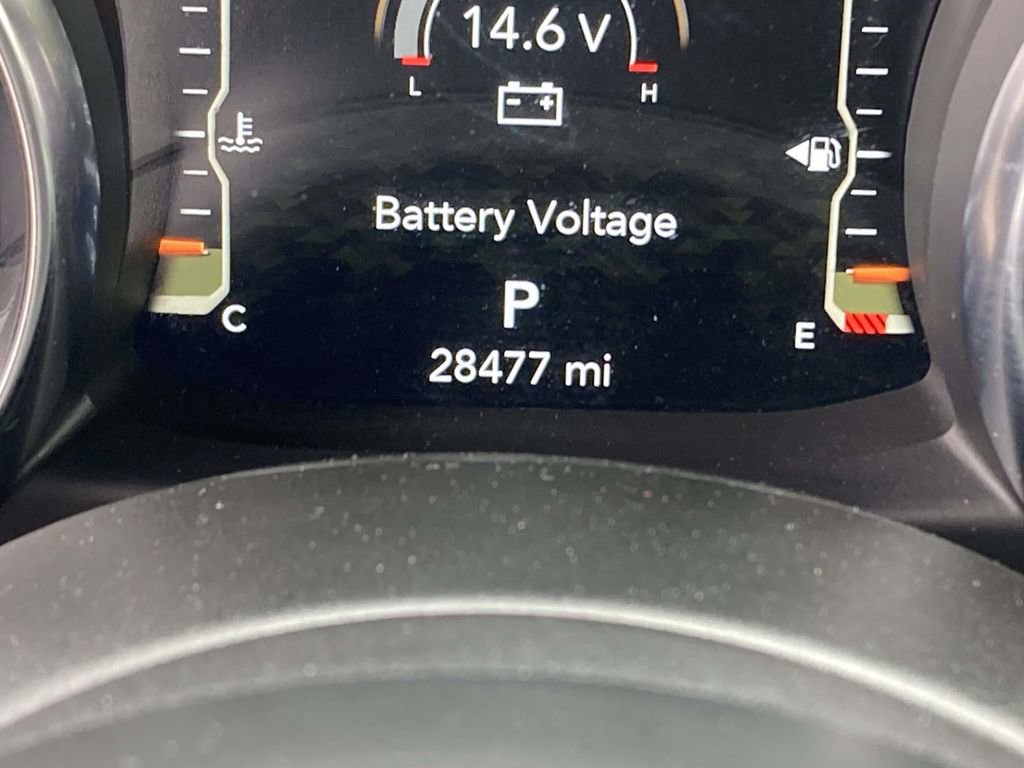 14.6 V
L H
Battery Voltage
P
C E
28477 mi